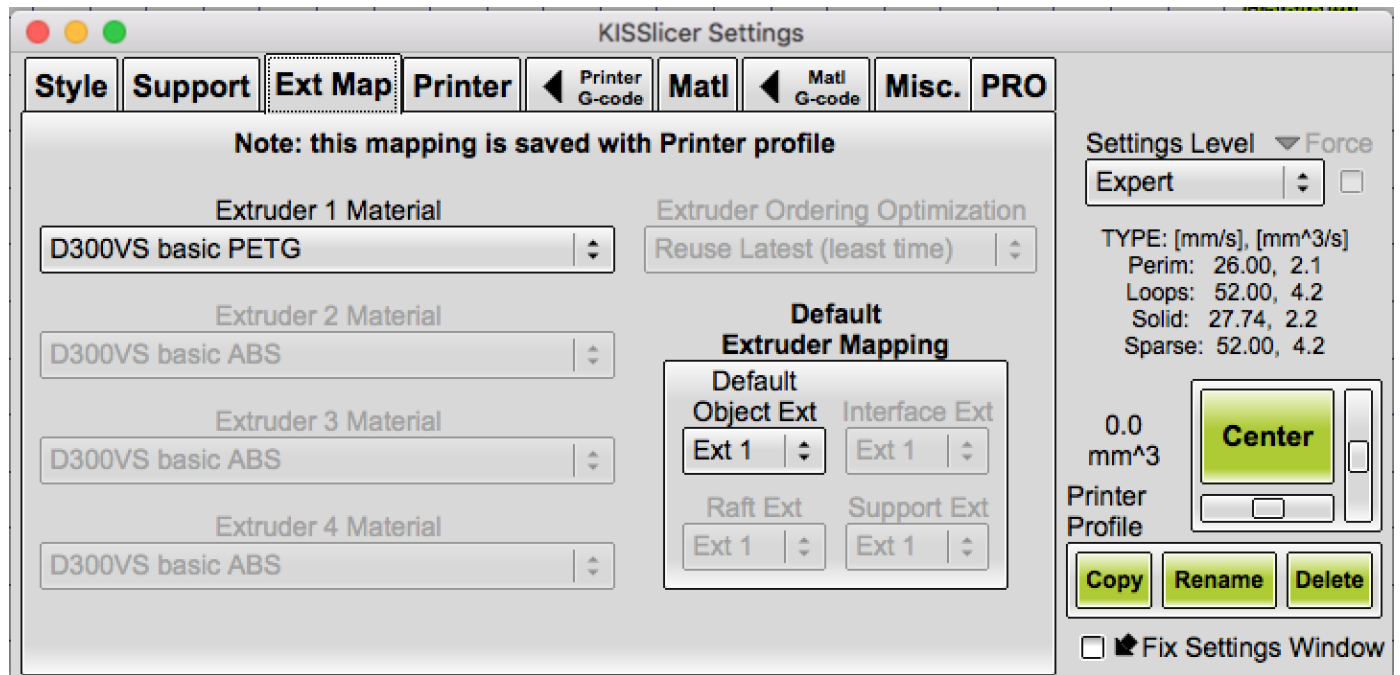 KISSlicer Settings
Style Support Ext Map Printer Printer G-code Matl Matl G-code Misc. PRO
Note: this mapping is saved with Printer profile
Extruder 1 Material
D300VS basic PETG
Extruder 2 Material
D300VS basic ABS
Extruder 3 Material
D300VS basic ABS
Extruder 4 Material
D300VS basic ABS
Extruder Ordering Optimization
Reuse Latest (least time)
Default
Extruder Mapping
Default
Object Ext Interface Ext
Ext 1 Ext 1
Raft Ext Support Ext
Ext 1 Ext 1
Settings Level Force
Expert
TYPE: [mm/s], [mm^3/s]
Perim: 26.00, 2.1
Loops: 52.00, 4.2
Solid: 27.74, 2.2
Sparse: 52.00, 4.2
0.0
mm^3
Center
Printer
Profile
Copy Rename Delete
Fix Settings Window